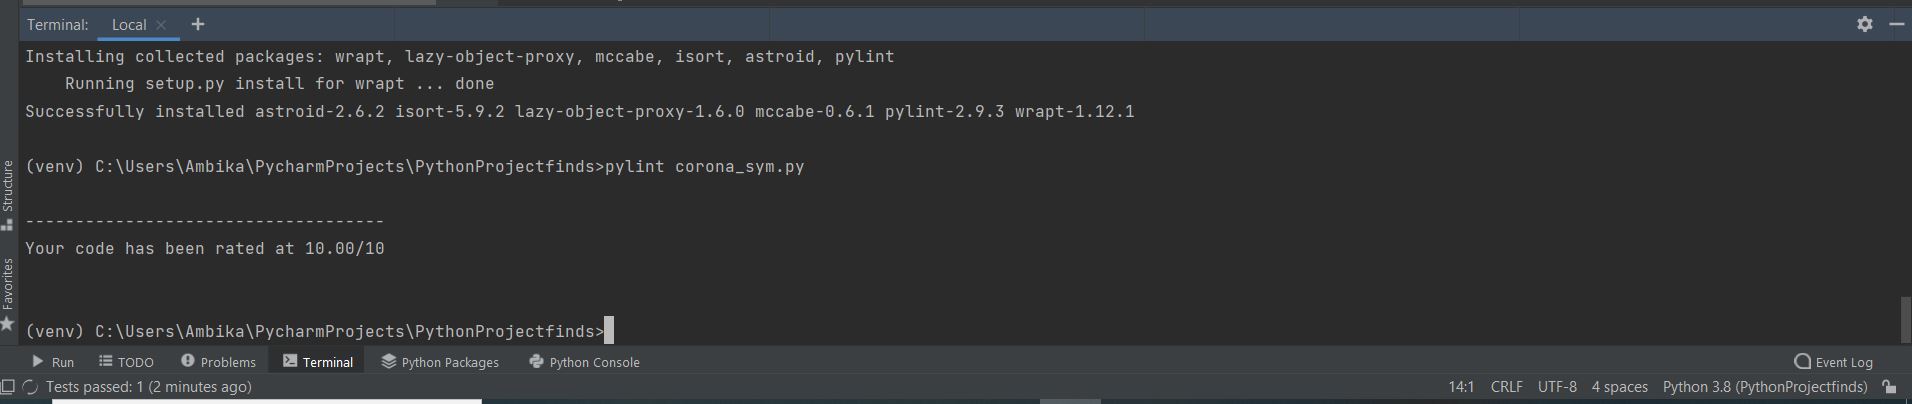 Terminal: Local × +
Installing collected packages: wrapt, lazy-object-proxy, mccabe, isort, astroid, pylint
Running setup.py install for wrapt ... done
Successfully installed astroid-2.6.2 isort-5.9.2 lazy-object-proxy-1.6.0 mccabe-0.6.1 pylint-2.9.3 wrapt-1.12.1
(venv) C:\Users\Ambika\PycharmProjects\PythonProjectfinds>pylint corona_sym.py
------------------------------------
Your code has been rated at 10.00/10
(venv) C:\Users\Ambika\PycharmProjects\PythonProjectfinds>
Structure
Favorites
Run TODO Problems Terminal Python Packages Python Console Event Log
Tests passed: 1 (2 minutes ago) 14:1 CRLF UTF-8 4 spaces Python 3.8 (PythonProjectfinds)